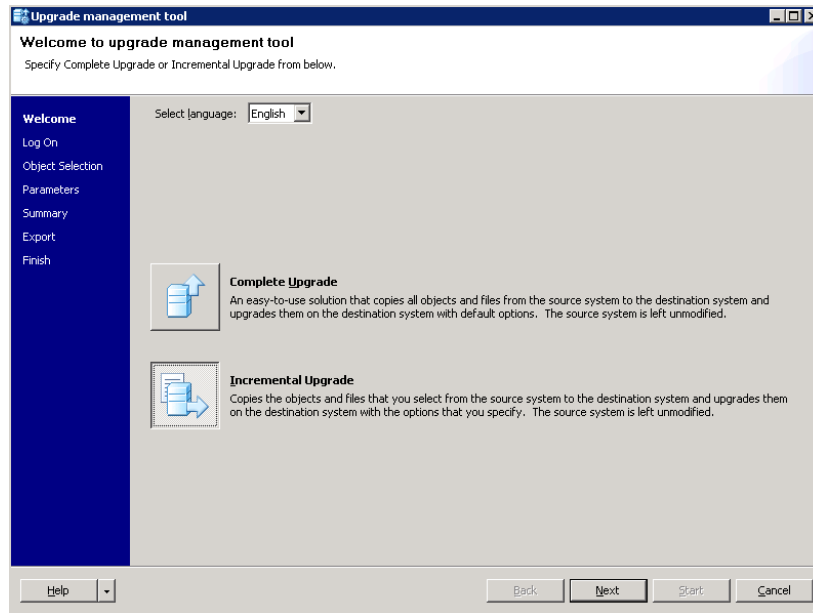 Upgrade management tool
Welcome to upgrade management tool
Specify Complete Upgrade or Incremental Upgrade from below.
Welcome
Log On
Object Selection
Parameters
Summary
Export
Finish
Select language: English
Complete Upgrade
An easy-to-use solution that copies all objects and files from the source system to the destination system and
upgrades them on the destination system with default options. The source system is left unmodified.
Incremental Upgrade
Copies the objects and files that you select from the source system to the destination system and upgrades them
on the destination system with the options that you specify. The source system is left unmodified.
Help
Back
Next
Start
Cancel